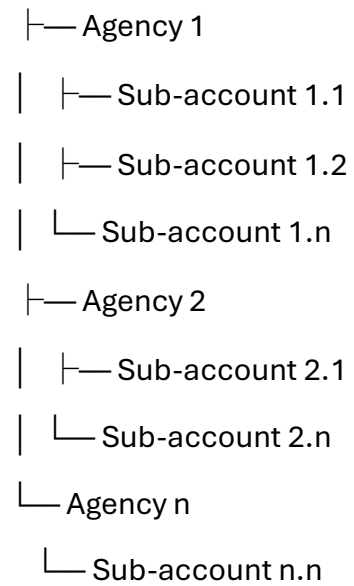 ├── Agency 1
│ ├── Sub-account 1.1
│ ├── Sub-account 1.2
│ └── Sub-account 1.n
├── Agency 2
│ ├── Sub-account 2.1
│ └── Sub-account 2.n
└── Agency n
└── Sub-account n.n